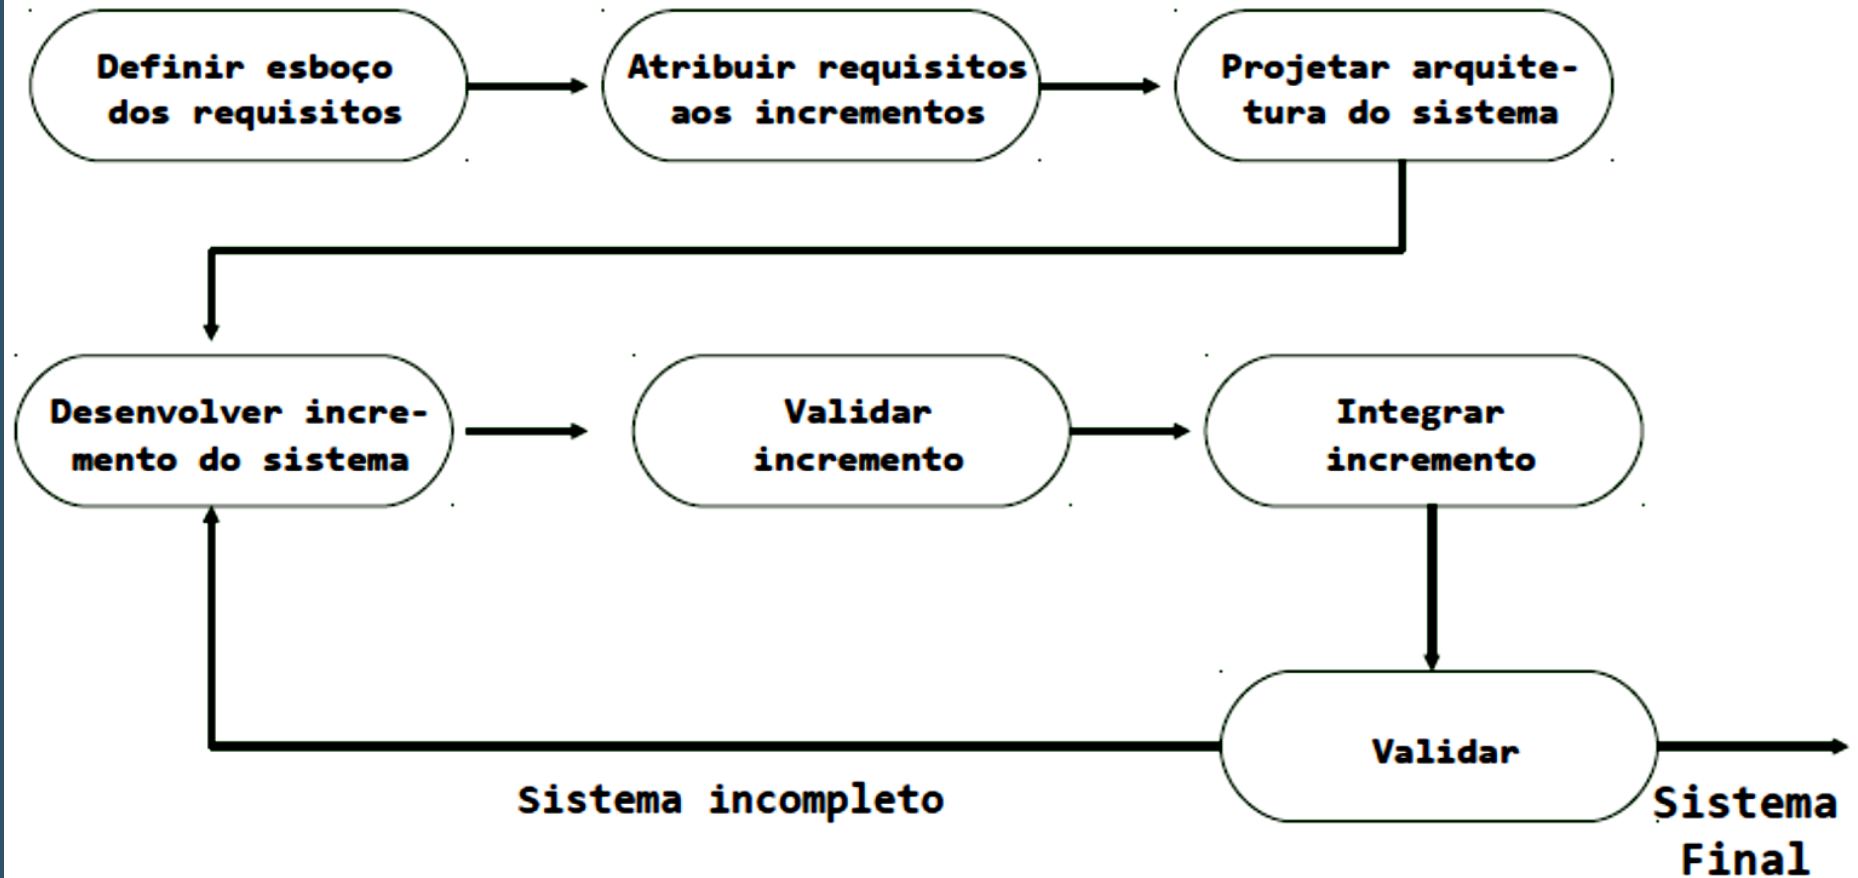 Definir esboço
dos requisitos
Atribuir requisitos
aos incrementos
Projetar arquite-
tura do sistema
Desenvolver incre-
mento do sistema
Validar
incremento
Integrar
incremento
Validar
Sistema incompleto
Sistema
Final